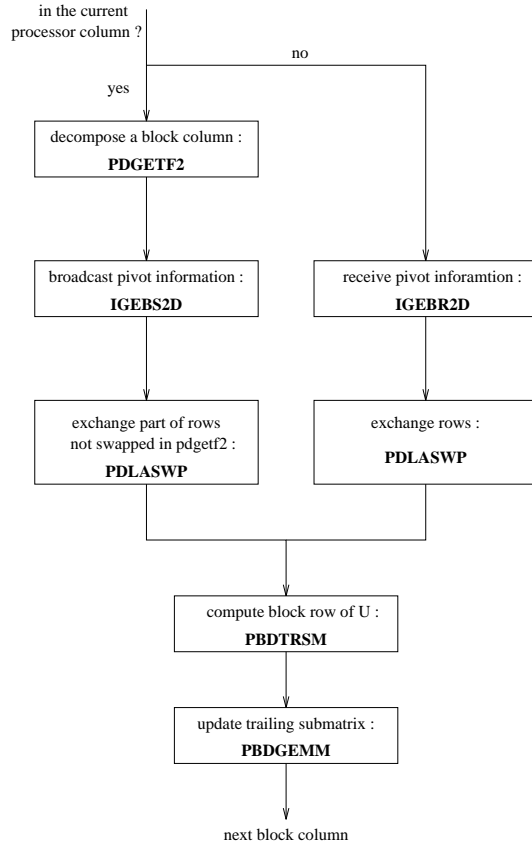 in the current
processor column ?
no
yes
decompose a block column :
PDGETF2
broadcast pivot information :
IGEBS2D
receive pivot inforamtion :
IGEBR2D
exchange part of rows
not swapped in pdgetf2 :
PDLASWP
exchange rows :
PDLASWP
compute block row of U :
PBDTRSM
update trailing submatrix :
PBDGEMM
next block column